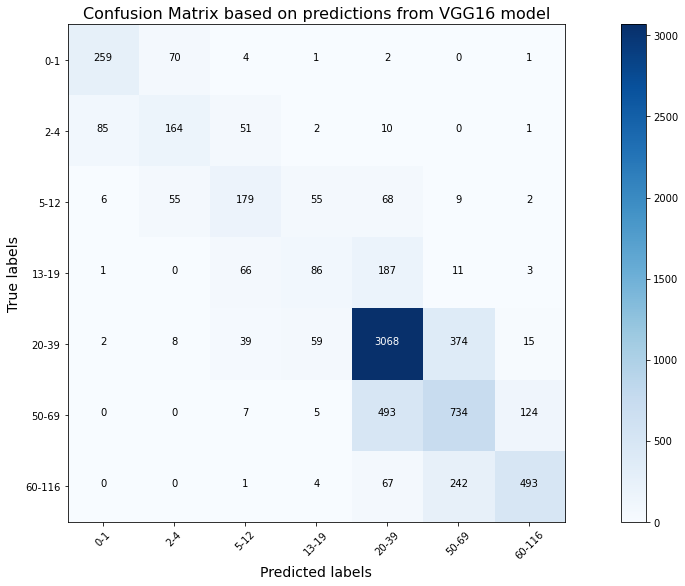 Confusion Matrix based on predictions from VGG16 model
0-1 259 70 4 1 2 0 1
2-4 85 164 51 2 10 0 1
5-12 6 55 179 55 68 9 2
13-19 1 0 66 86 187 11 3
20-39 2 8 39 59 3068 374 15
50-69 0 0 7 5 493 734 124
60-116 0 0 1 4 67 242 493
0-1 2-4 5-12 13-19 20-39 50-69 60-116
True labels
Predicted labels
3000
2500
2000
1500
1000
500
0